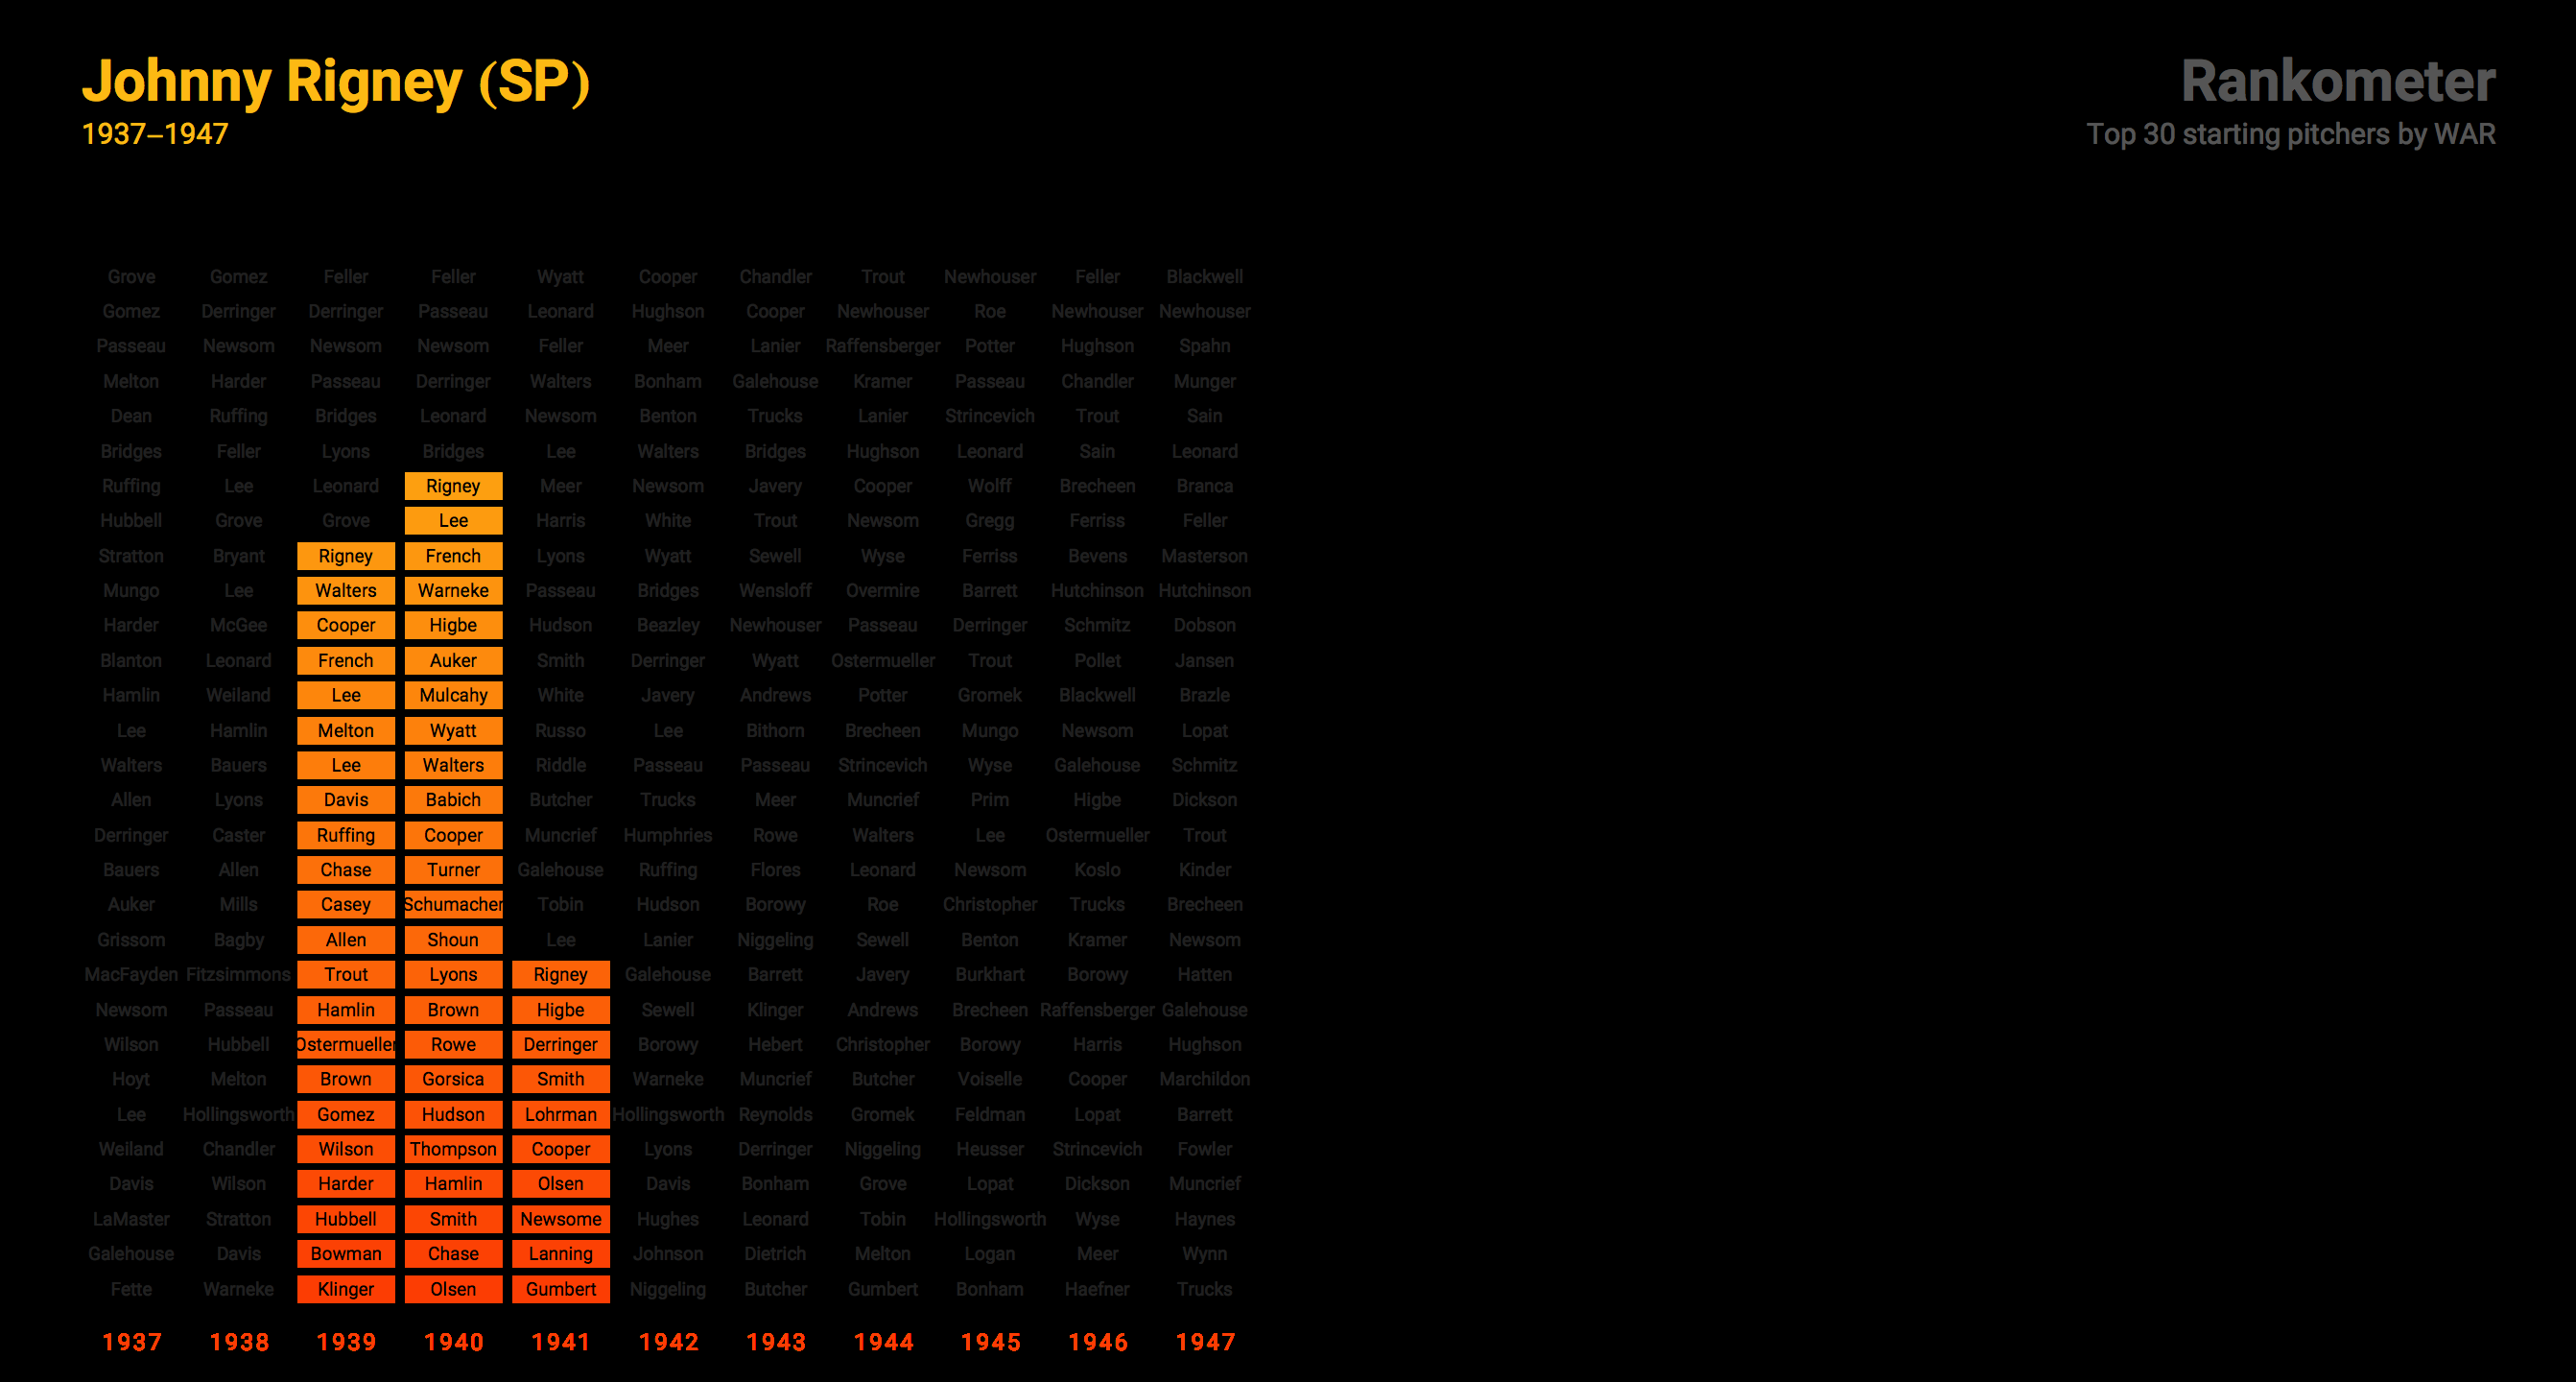 Johnny Rigney (SP)
1937–1947
Rankometer
Top 30 starting pitchers by WAR
Grove Gomez Feller Feller Wyatt Cooper Chandler Trout Newhouser Feller Blackwell
Gomez Derringer Derringer Passeau Leonard Hughson Cooper Newhouser Roe Newhouser Newhouser
Passeau Newsom Newsom Newsom Feller Meer Lanier Raffensberger Potter Hughson Spahn
Melton Harder Passeau Derringer Walters Bonham Galehouse Kramer Passeau Chandler Munger
Dean Ruffing Bridges Leonard Newsom Benton Trucks Lanier Strincevich Trout Sain
Bridges Feller Lyons Bridges Lee Walters Bridges Hughson Leonard Sain Leonard
Ruffing Lee Leonard Rigney Meer Newsom Javery Cooper Wolff Brecheen Branca
Hubbell Grove Grove Lee Harris White Trout Newsom Gregg Ferriss Feller
Stratton Bryant Rigney French Lyons Wyatt Sewell Wyse Ferriss Bevens Masterson
Mungo Lee Walters Warneke Passeau Bridges Wensloff Overmire Barrett Hutchinson Hutchinson
Harder McGee Cooper Higbe Hudson Beazley Newhouser Passeau Derringer Schmitz Dobson
Blanton Leonard French Auker Smith Derringer Wyatt Ostermueller Trout Pollet Jansen
Hamlin Weiland Lee Mulcahy White Javery Andrews Potter Gromek Blackwell Brazle
Lee Hamlin Melton Wyatt Russo Lee Bithorn Brecheen Mungo Newsom Lopat
Walters Bauers Lee Walters Riddle Passeau Passeau Strincevich Wyse Galehouse Schmitz
Allen Lyons Davis Babich Butcher Trucks Meer Muncrief Prim Higbe Dickson
Derringer Caster Ruffing Cooper Muncrief Humphries Rowe Walters Lee Ostermueller Trout
Bauers Allen Chase Turner Galehouse Ruffing Flores Leonard Newsom Koslo Kinder
Auker Mills Casey Schumacher Tobin Hudson Borowy Roe Christopher Trucks Brecheen
Grissom Bagby Allen Shoun Lee Lanier Niggeling Sewell Benton Kramer Newsom
MacFayden Fitzsimmons Trout Lyons Rigney Galehouse Barrett Javery Burkhart Borowy Hatten
Newsom Passeau Hamlin Brown Higbe Sewell Klinger Andrews Brecheen Raffensberger Galehouse
Wilson Hubbell Ostermueller Rowe Derringer Borowy Hebert Christopher Borowy Harris Hughson
Hoyt Melton Brown Gorsica Smith Warneke Muncrief Butcher Voiselle Cooper Marchildon
Lee Hollingsworth Gomez Hudson Lohrman Hollingsworth Reynolds Gromek Feldman Lopat Barrett
Weiland Chandler Wilson Thompson Cooper Lyons Derringer Niggeling Heusser Strincevich Fowler
Davis Wilson Harder Hamlin Olsen Davis Bonham Grove Lopat Dickson Muncrief
LaMaster Stratton Hubbell Smith Newsome Hughes Leonard Tobin Hollingsworth Wyse Haynes
Galehouse Davis Bowman Chase Lanning Johnson Dietrich Melton Logan Meer Wynn
Fette Warneke Klinger Olsen Gumbert Niggeling Butcher Gumbert Bonham Haefner Trucks
1937 1938 1939 1940 1941 1942 1943 1944 1945 1946 1947